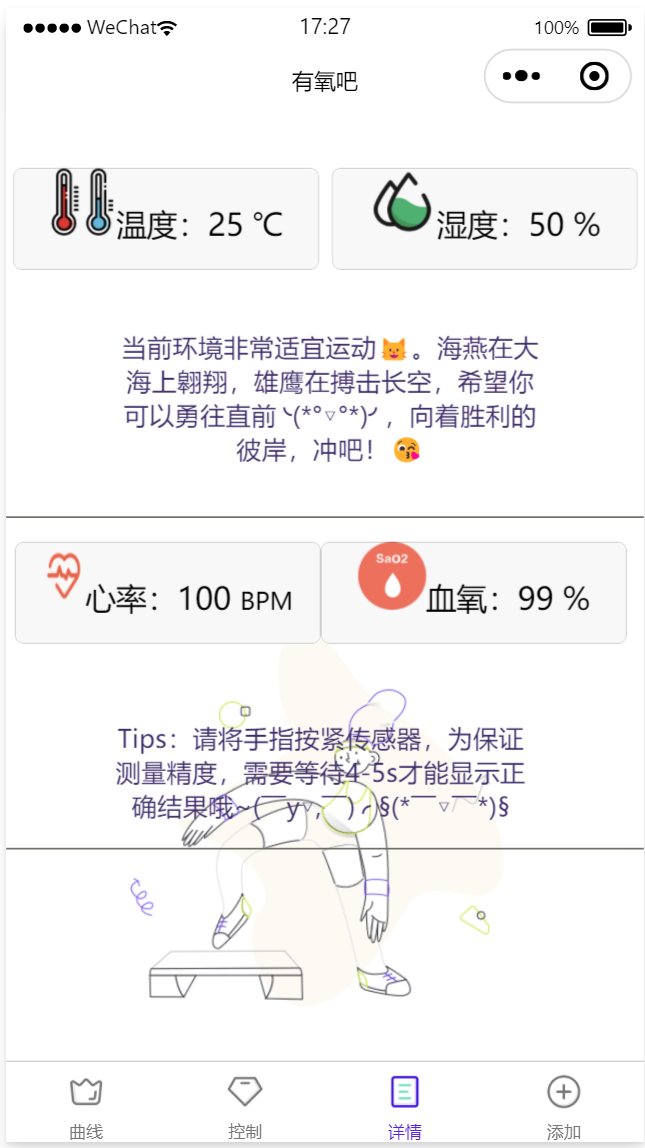 ●●●●● WeChat 17:27 100%
有氧吧
温度：25 ℃ 湿度：50 %
当前环境非常适宜运动😺。海燕在大
海上翱翔，雄鹰在搏击长空，希望你
可以勇往直前 ヽ(*°▽°*)ﾉ ，向着胜利的
彼岸，冲吧！😘
心率：100 BPM SaO2 血氧：99 %
Tips：请将手指按紧传感器，为保证
测量精度，需要等待4-5s才能显示正
确结果哦~(￣y▽,￣)╭§(*￣▽￣*)§
曲线 控制 详情 添加